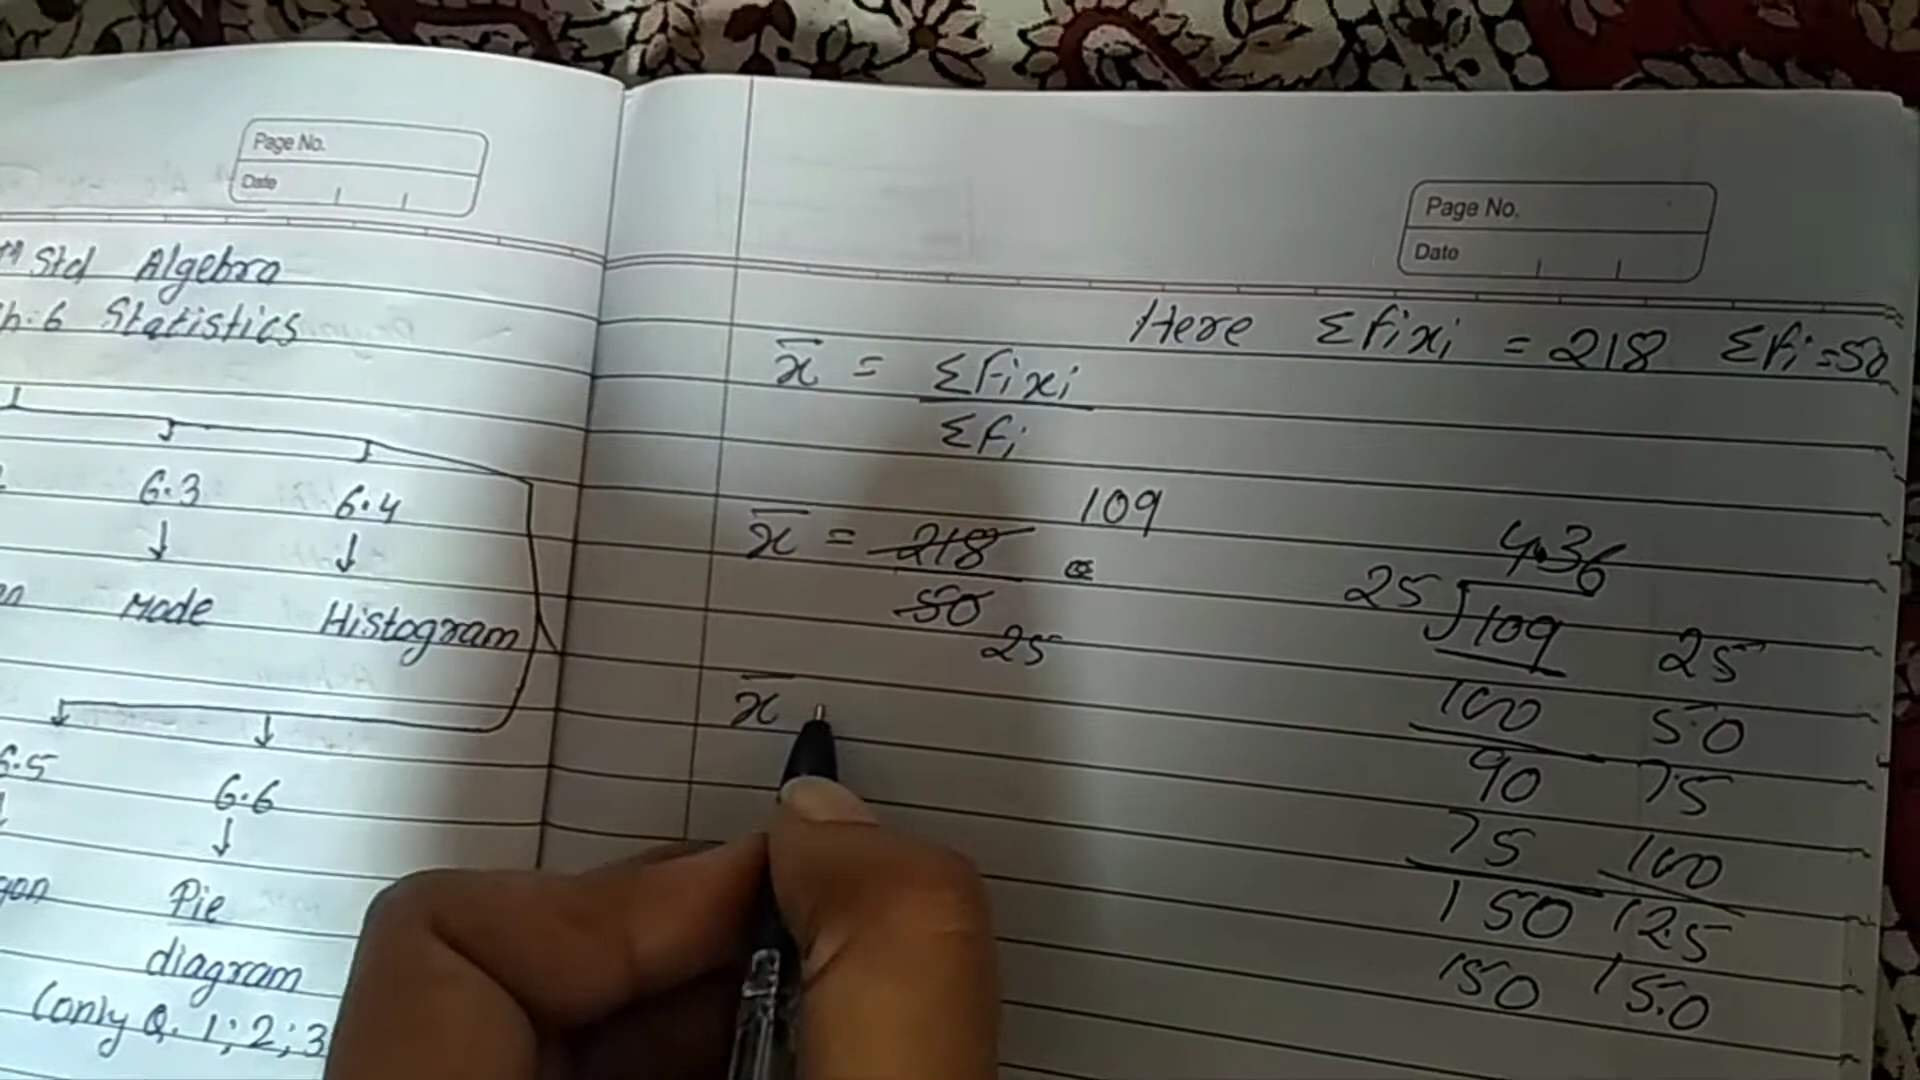 Page No.
Date
Std Algebra
6 Statistics
6.3 6.4
Mode Histogram
6.5
6.6
Pie
diagram
(only Q. 1; 2; 3
Page No.
Date
Here Σfixi = 218 Σfi = 50
x̄ = Σfixi
Σfi
109
x̄ = 218
50
25
x̄
4.36
25 109 25
100 50
90 75
75 100
150 125
150 150